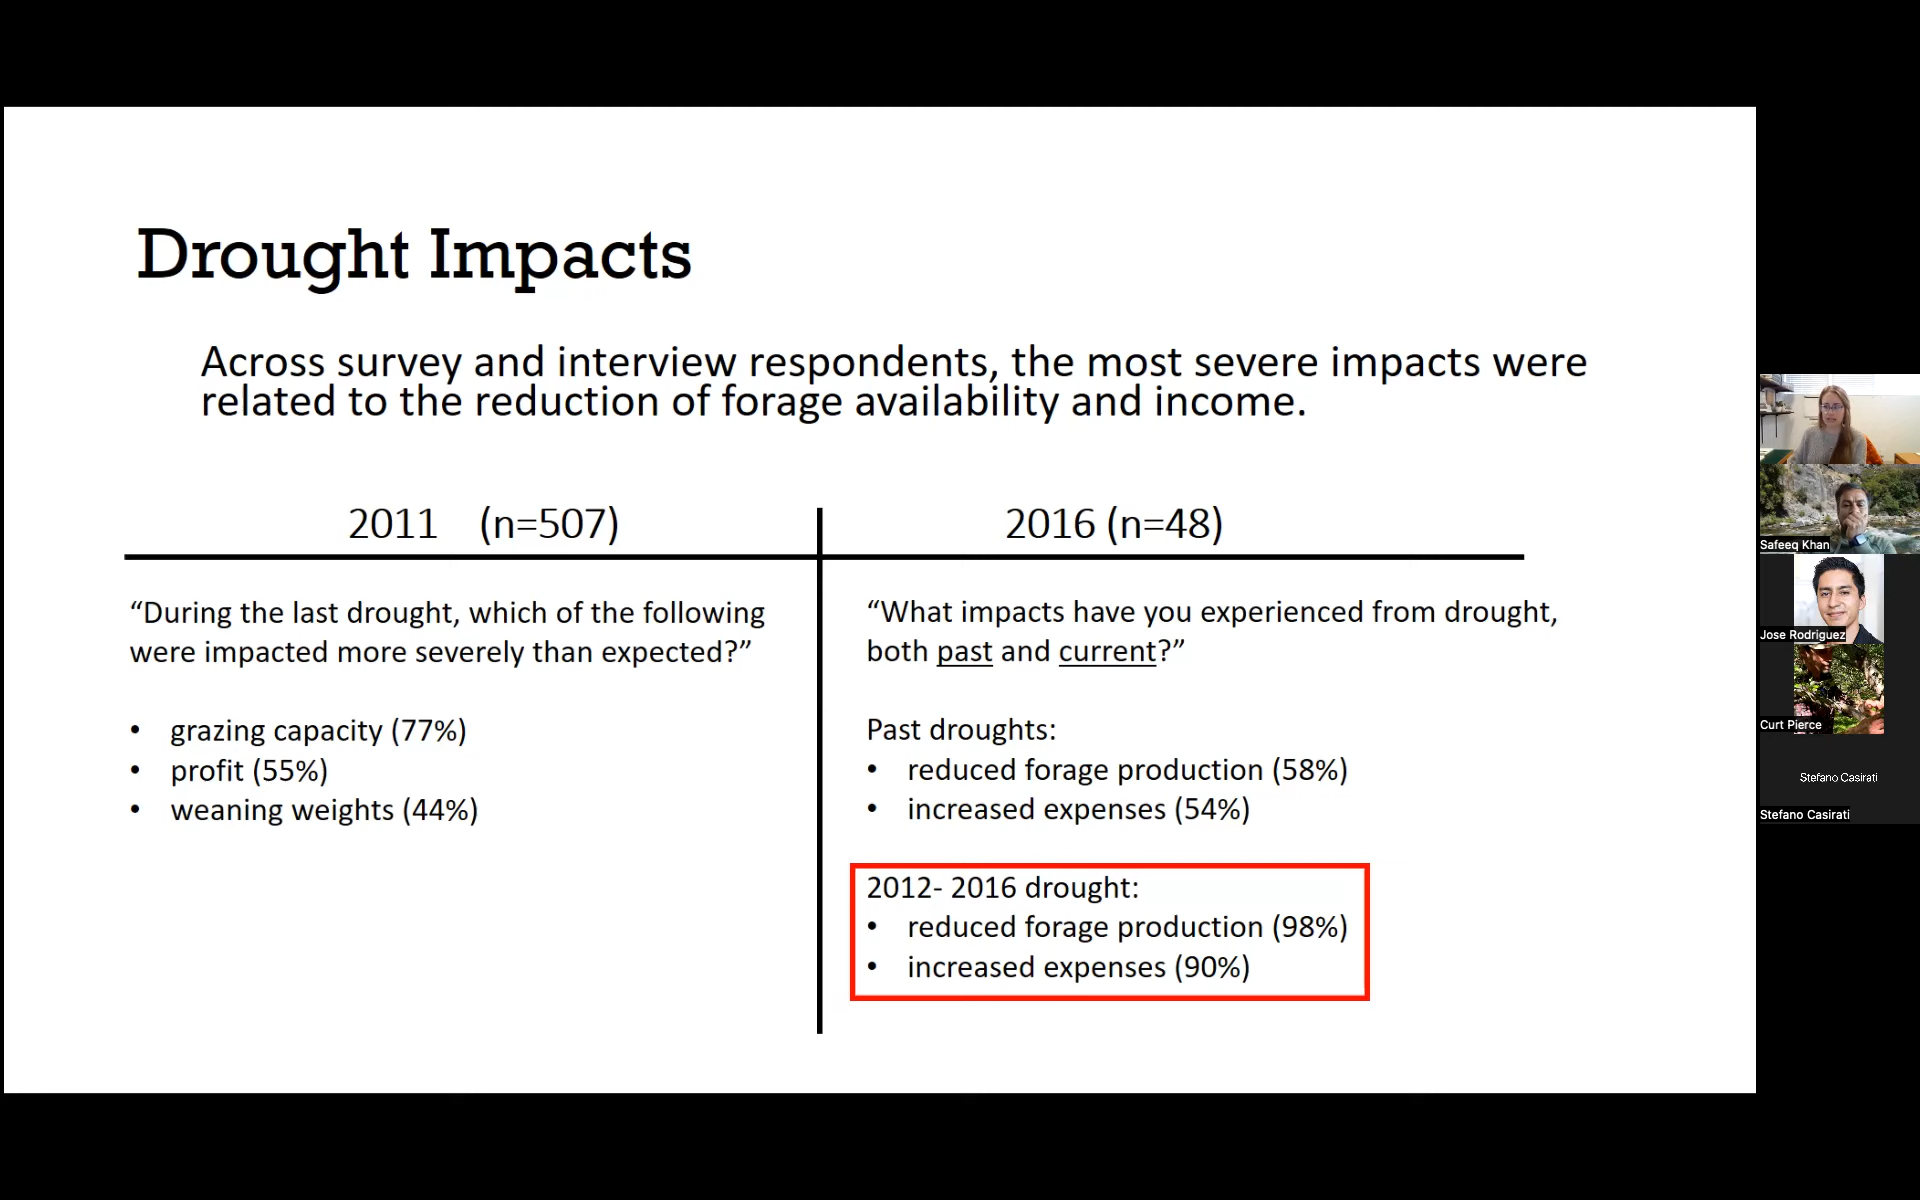 Drought Impacts
Across survey and interview respondents, the most severe impacts were
related to the reduction of forage availability and income.
2011 (n=507)
“During the last drought, which of the following
were impacted more severely than expected?”
• grazing capacity (77%)
• profit (55%)
• weaning weights (44%)
2016 (n=48)
“What impacts have you experienced from drought,
both past and current?”
Past droughts:
• reduced forage production (58%)
• increased expenses (54%)
2012- 2016 drought:
• reduced forage production (98%)
• increased expenses (90%)
Safeeq Khan
Jose Rodriguez
Curt Pierce
Stefano Casirati
Stefano Casirati